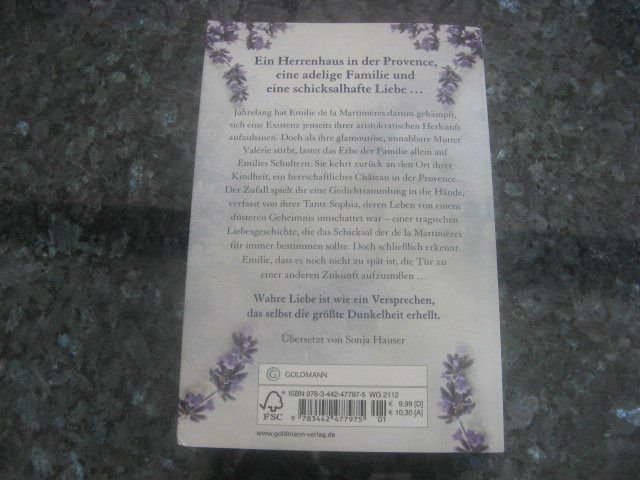 Ein Herrenhaus in der Provence,
eine adelige Familie und
eine schicksalhafte Liebe …
Jahrelang hat Emilie de la Martinières darum gekämpft,
sich eine Existenz jenseits ihrer aristokratischen Herkunft
aufzubauen. Doch als ihre glamouröse, unnahbare Mutter
Valérie stirbt, lastet das Erbe der Familie allein auf
Emilies Schultern. Sie kehrt zurück an den Ort ihrer
Kindheit, ein herrschaftliches Château in der Provence.
Der Zufall spielt ihr eine Gedichtsammlung in die Hände,
verfasst von ihrer Tante Sophia, deren Leben von einem
düsteren Geheimnis umschattet war – einer tragischen
Liebesgeschichte, die das Schicksal der de la Martinières
für immer bestimmen sollte. Doch schließlich erkennt
Emilie, dass es noch nicht zu spät ist, die Tür zu
einer anderen Zukunft aufzustoßen …
Wahre Liebe ist wie ein Versprechen,
das selbst die größte Dunkelheit erhellt.
Übersetzt von Sonja Hauser
G GOLDMANN
ISBN 978-3-442-47797-5 WG 2112
€ 9,99 [D]
€ 10,30 [A]
FSC
9 783442 477975 01
www.goldmann-verlag.de